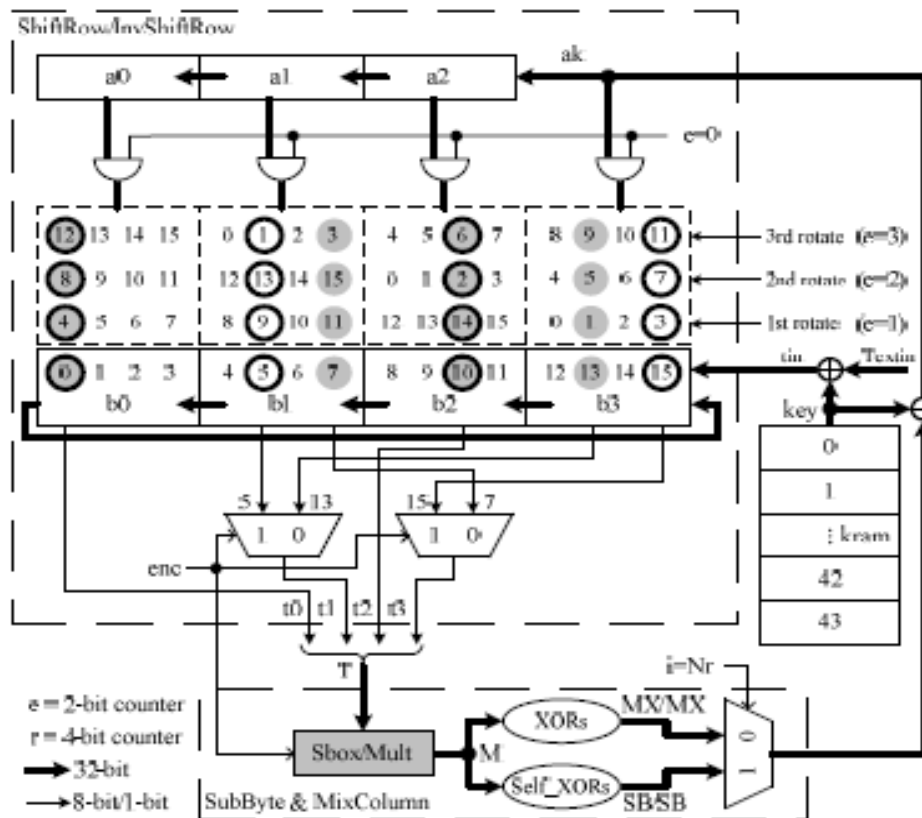 ShiftRow/InvShiftRow
a0 a1 a2 ak
e=0
12 13 14 15 0 1 2 3 4 5 6 7 8 9 10 11 3rd rotate (e=3)
8 9 10 11 12 13 14 15 0 1 2 3 4 5 6 7 2nd rotate (e=2)
4 5 6 7 8 9 10 11 12 13 14 15 0 1 2 3 1st rotate (e=1)
0 1 2 3 4 5 6 7 8 9 10 11 12 13 14 15 tin Textin
b0 b1 b2 b3 key
0
1
⋮ kram
42
43
5 13 15 7
1 0 1 0
enc
t0 t1 t2 t3
T
i=Nr
e = 2-bit counter
r = 4-bit counter
32-bit
8-bit/1-bit
Sbox/Mult M XORs MX/MX 0
Self_XORs SB/SB 1
SubByte & MixColumn